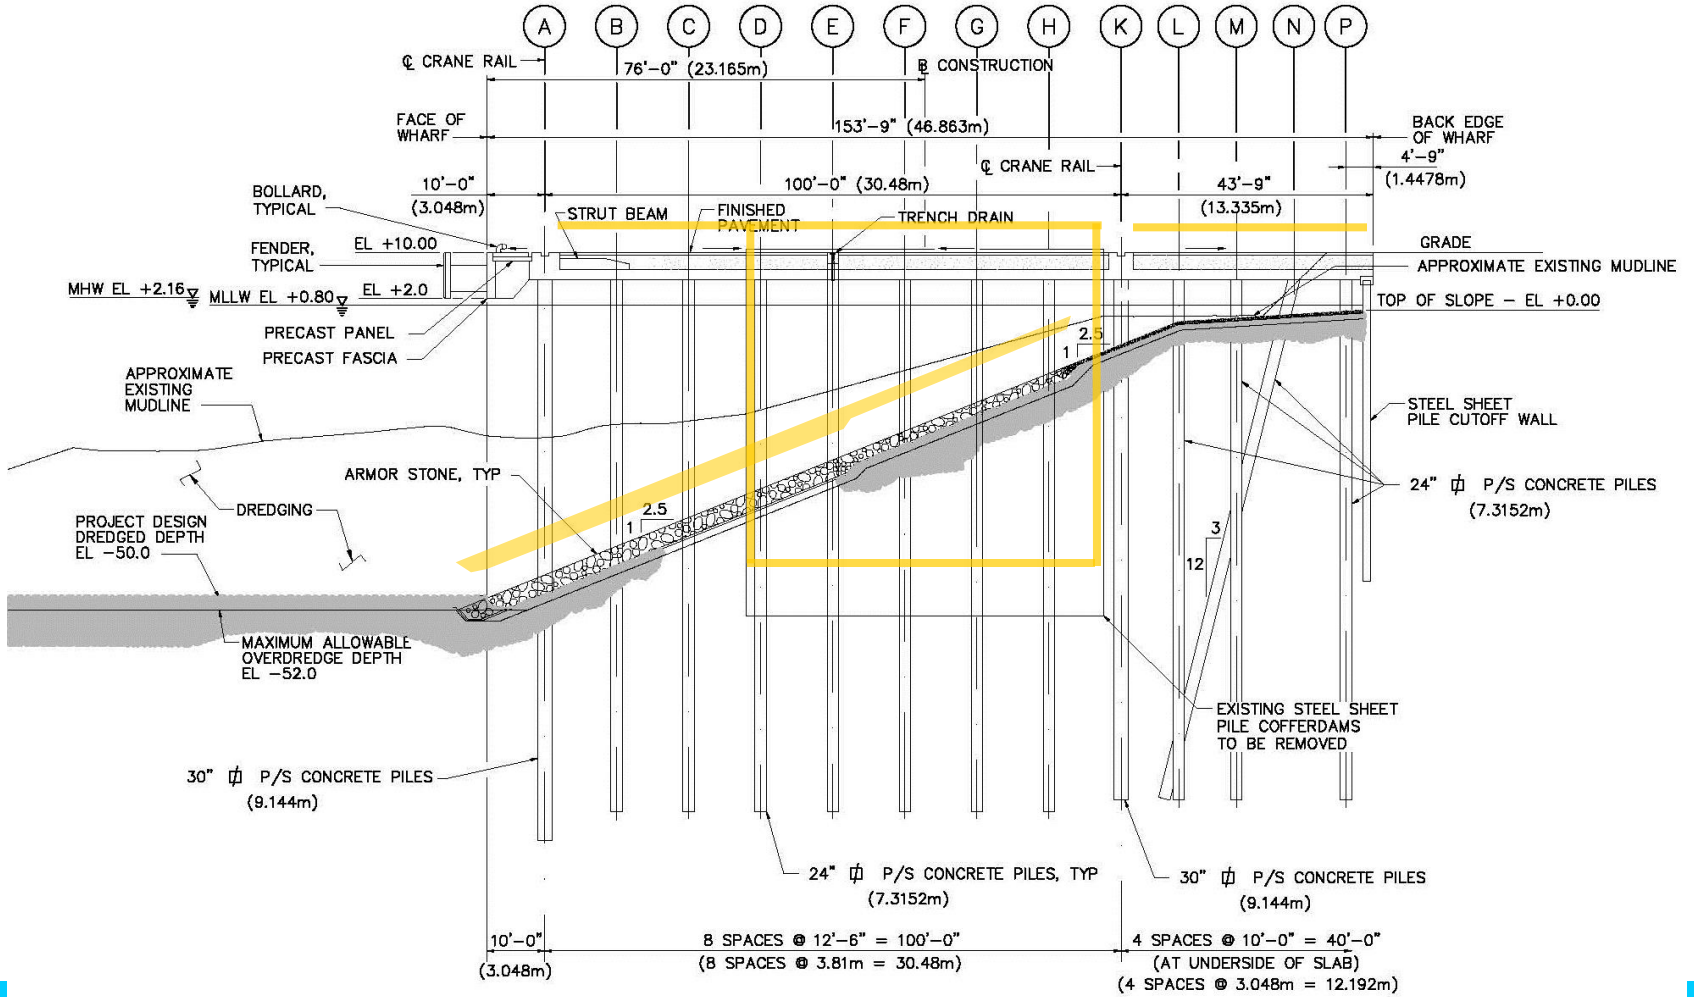 A B C D E F G H K L M N P
℄ CRANE RAIL
76'-0" (23.165m)
B CONSTRUCTION
FACE OF
WHARF
153'-9" (46.863m)
BACK EDGE
OF WHARF
4'-9"
(1.4478m)
℄ CRANE RAIL
10'-0"
(3.048m)
100'-0" (30.48m)
43'-9"
(13.335m)
BOLLARD,
TYPICAL
STRUT BEAM
FINISHED
PAVEMENT
TRENCH DRAIN
FENDER,
TYPICAL
EL +10.00
GRADE
APPROXIMATE EXISTING MUDLINE
MHW EL +2.16
MLLW EL +0.80
EL +2.0
TOP OF SLOPE – EL +0.00
PRECAST PANEL
PRECAST FASCIA
2.5
1
APPROXIMATE
EXISTING
MUDLINE
STEEL SHEET
PILE CUTOFF WALL
ARMOR STONE, TYP
24" P/S CONCRETE PILES
(7.3152m)
DREDGING
2.5
1
PROJECT DESIGN
DREDGED DEPTH
EL –50.0
3
12
MAXIMUM ALLOWABLE
OVERDREDGE DEPTH
EL –52.0
EXISTING STEEL SHEET
PILE COFFERDAMS
TO BE REMOVED
30" P/S CONCRETE PILES
(9.144m)
24" P/S CONCRETE PILES, TYP
(7.3152m)
30" P/S CONCRETE PILES
(9.144m)
10'-0"
(3.048m)
8 SPACES @ 12'-6" = 100'-0"
(8 SPACES @ 3.81m = 30.48m)
4 SPACES @ 10'-0" = 40'-0"
(AT UNDERSIDE OF SLAB)
(4 SPACES @ 3.048m = 12.192m)